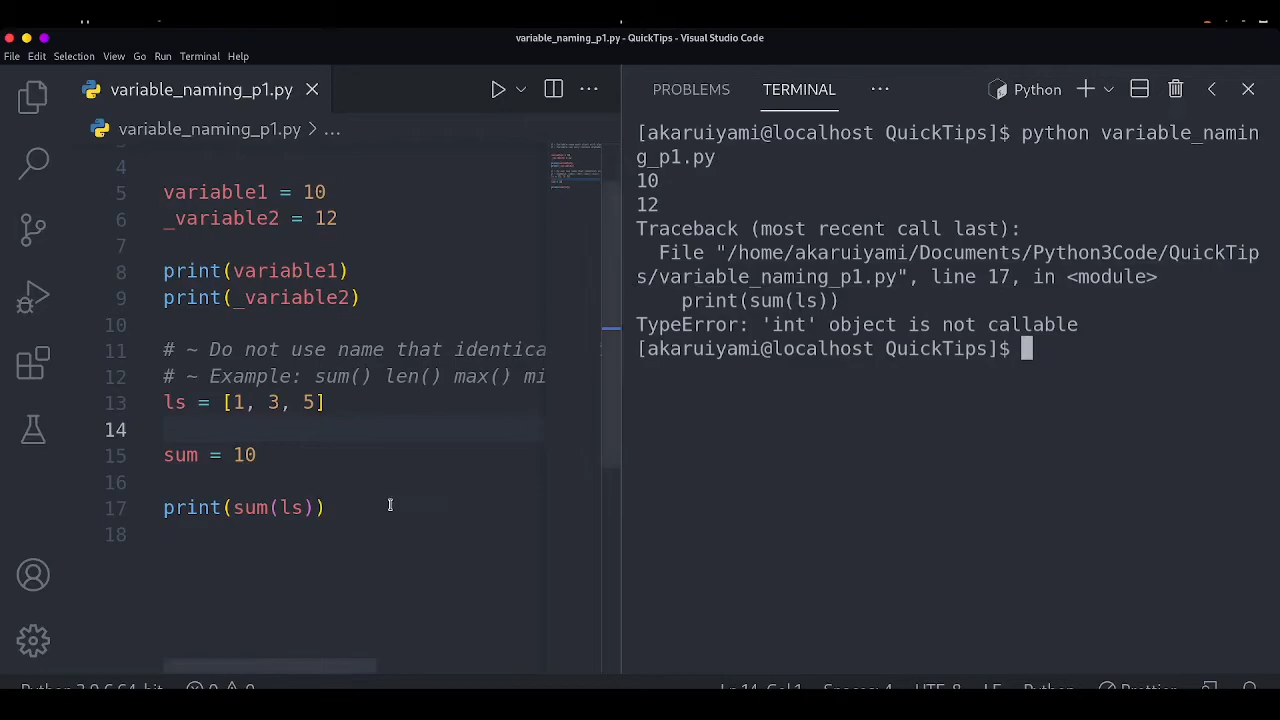 variable_naming_p1.py - QuickTips - Visual Studio Code
File Edit Selection View Go Run Terminal Help
variable_naming_p1.py
variable_naming_p1.py > ...
4
5 variable1 = 10
6 _variable2 = 12
7
8 print(variable1)
9 print(_variable2)
10
11 # ~ Do not use name that identica
12 # ~ Example: sum() len() max() mi
13 ls = [1, 3, 5]
14
15 sum = 10
16
17 print(sum(ls))
18
PROBLEMS TERMINAL ... Python
[akaruiyami@localhost QuickTips]$ python variable_namin
g_p1.py
10
12
Traceback (most recent call last):
File "/home/akaruiyami/Documents/Python3Code/QuickTip
s/variable_naming_p1.py", line 17, in <module>
print(sum(ls))
TypeError: 'int' object is not callable
[akaruiyami@localhost QuickTips]$